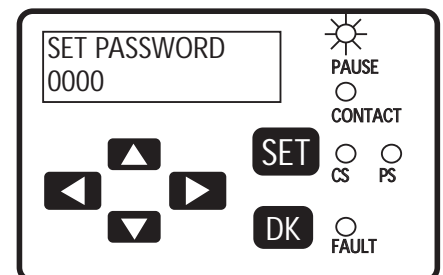 SET PASSWORD
0000
PAUSE
CONTACT
SET
CS PS
DK
FAULT